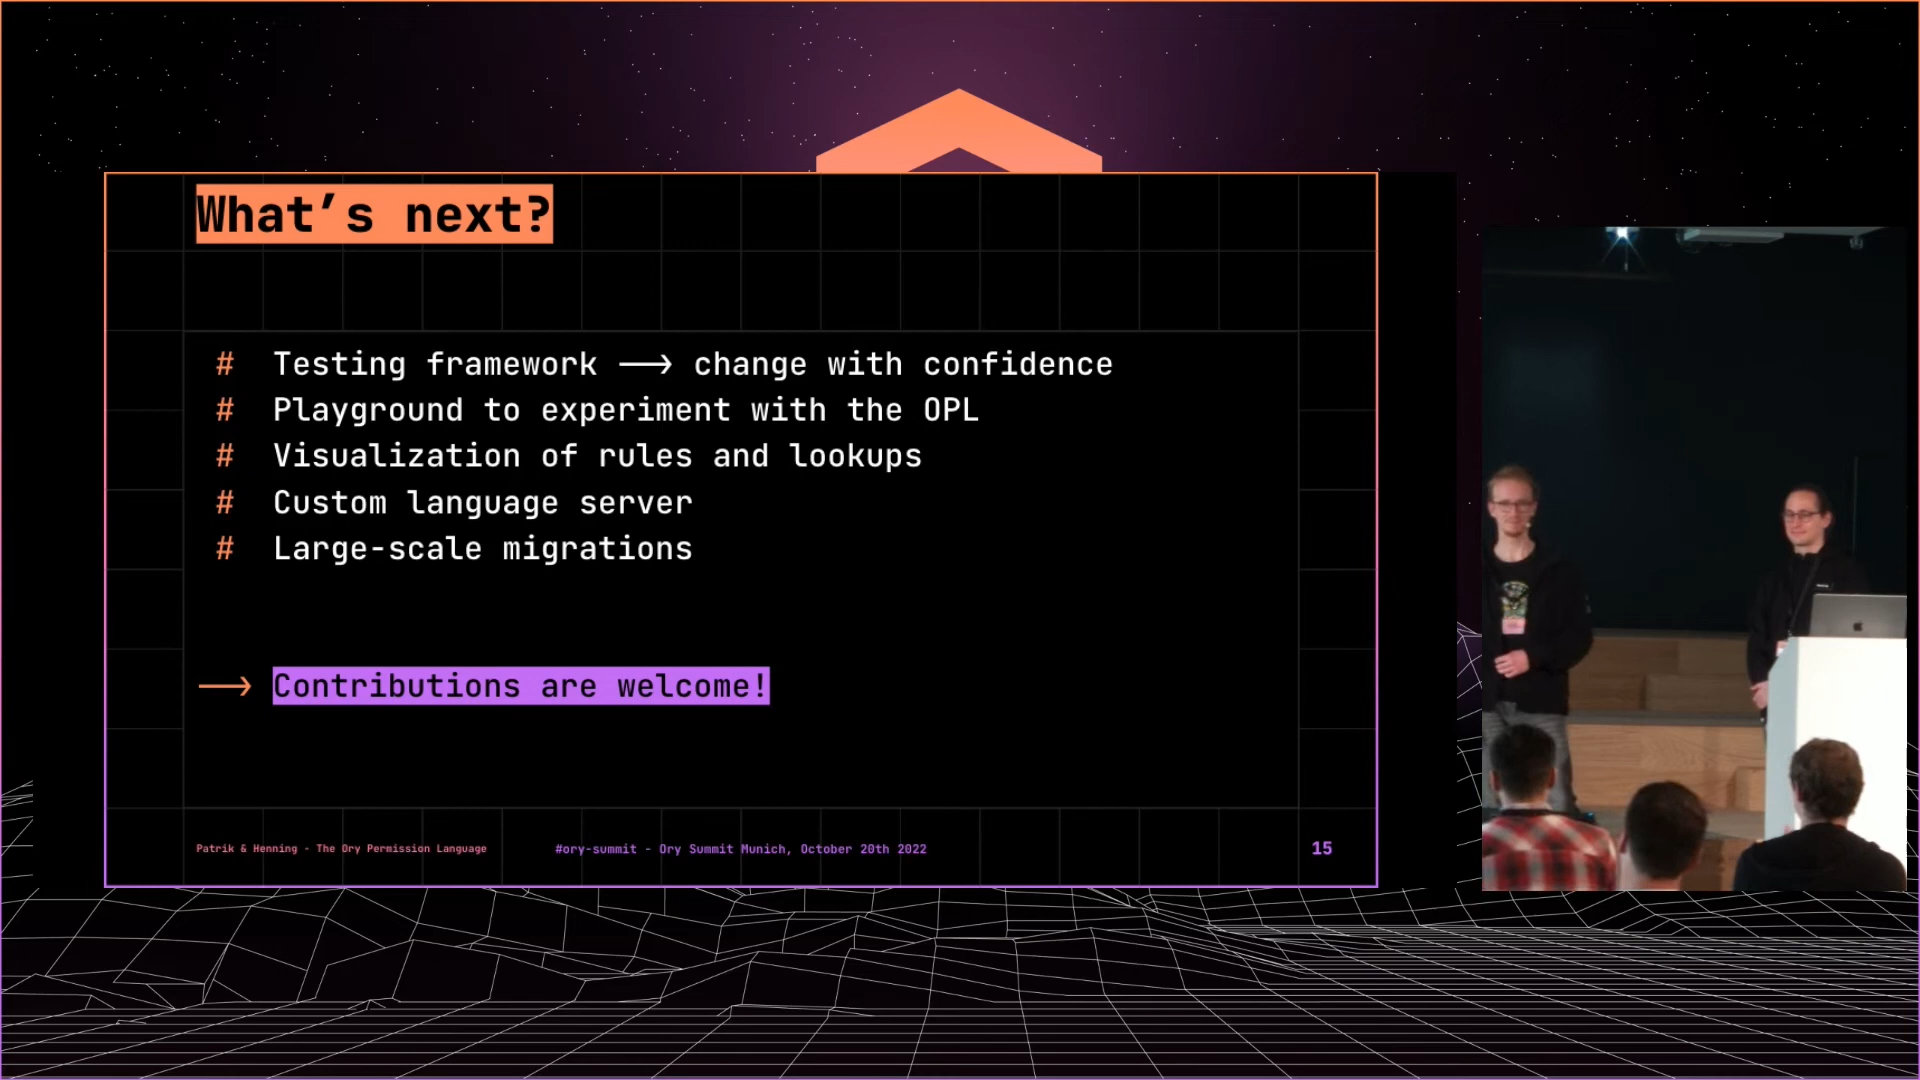 What's next?
# Testing framework ⟶ change with confidence
# Playground to experiment with the OPL
# Visualization of rules and lookups
# Custom language server
# Large-scale migrations
⟶ Contributions are welcome!
Patrik & Henning - The Ory Permission Language
#ory-summit - Ory Summit Munich, October 20th 2022
15